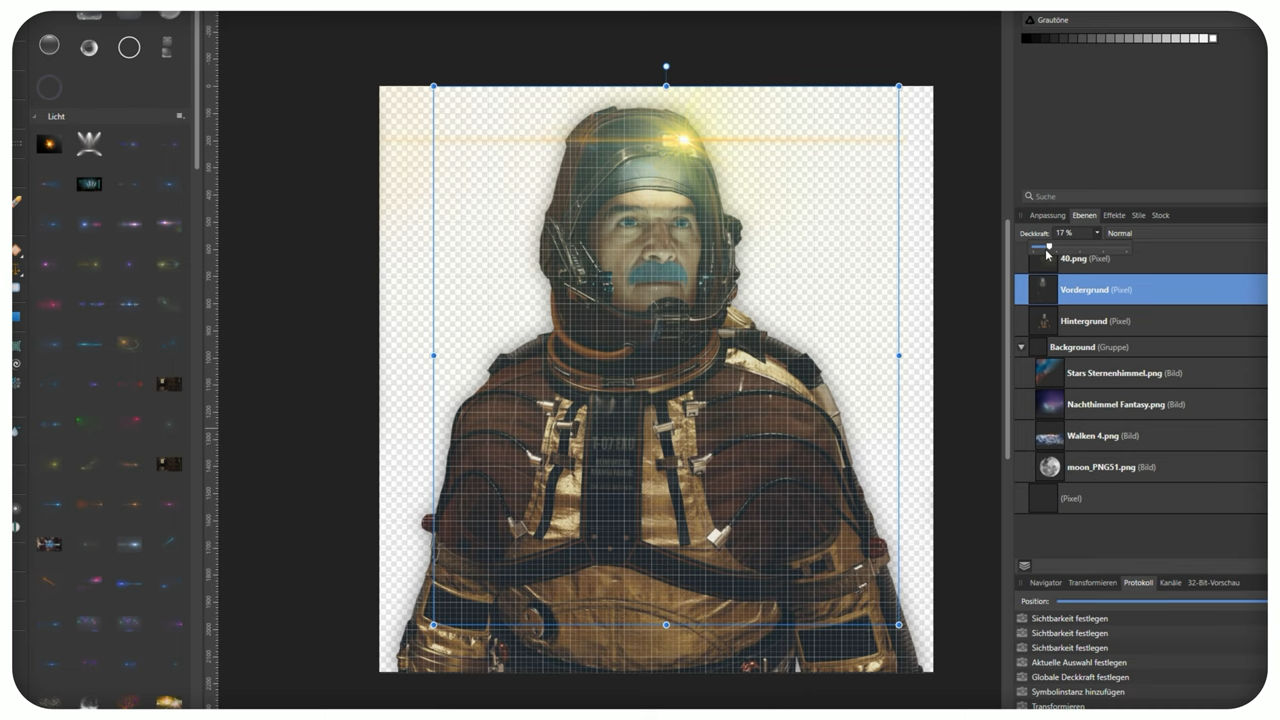 Licht
Grautöne
Suche
Anpassung Ebenen Effekte Stile Stock
Deckkraft: 17 % Normal
40.png (Pixel)
Vordergrund (Pixel)
Hintergrund (Pixel)
Background (Gruppe)
Stars Sternenhimmel.png (Bild)
Nachthimmel Fantasy.png (Bild)
Walken 4.png (Bild)
moon_PNG51.png (Bild)
(Pixel)
Navigator Transformieren Protokoll Kanäle 32-Bit-Vorschau
Position:
Sichtbarkeit festlegen
Sichtbarkeit festlegen
Sichtbarkeit festlegen
Aktuelle Auswahl festlegen
Globale Deckkraft festlegen
Symbolinstanz hinzufügen
Transformieren